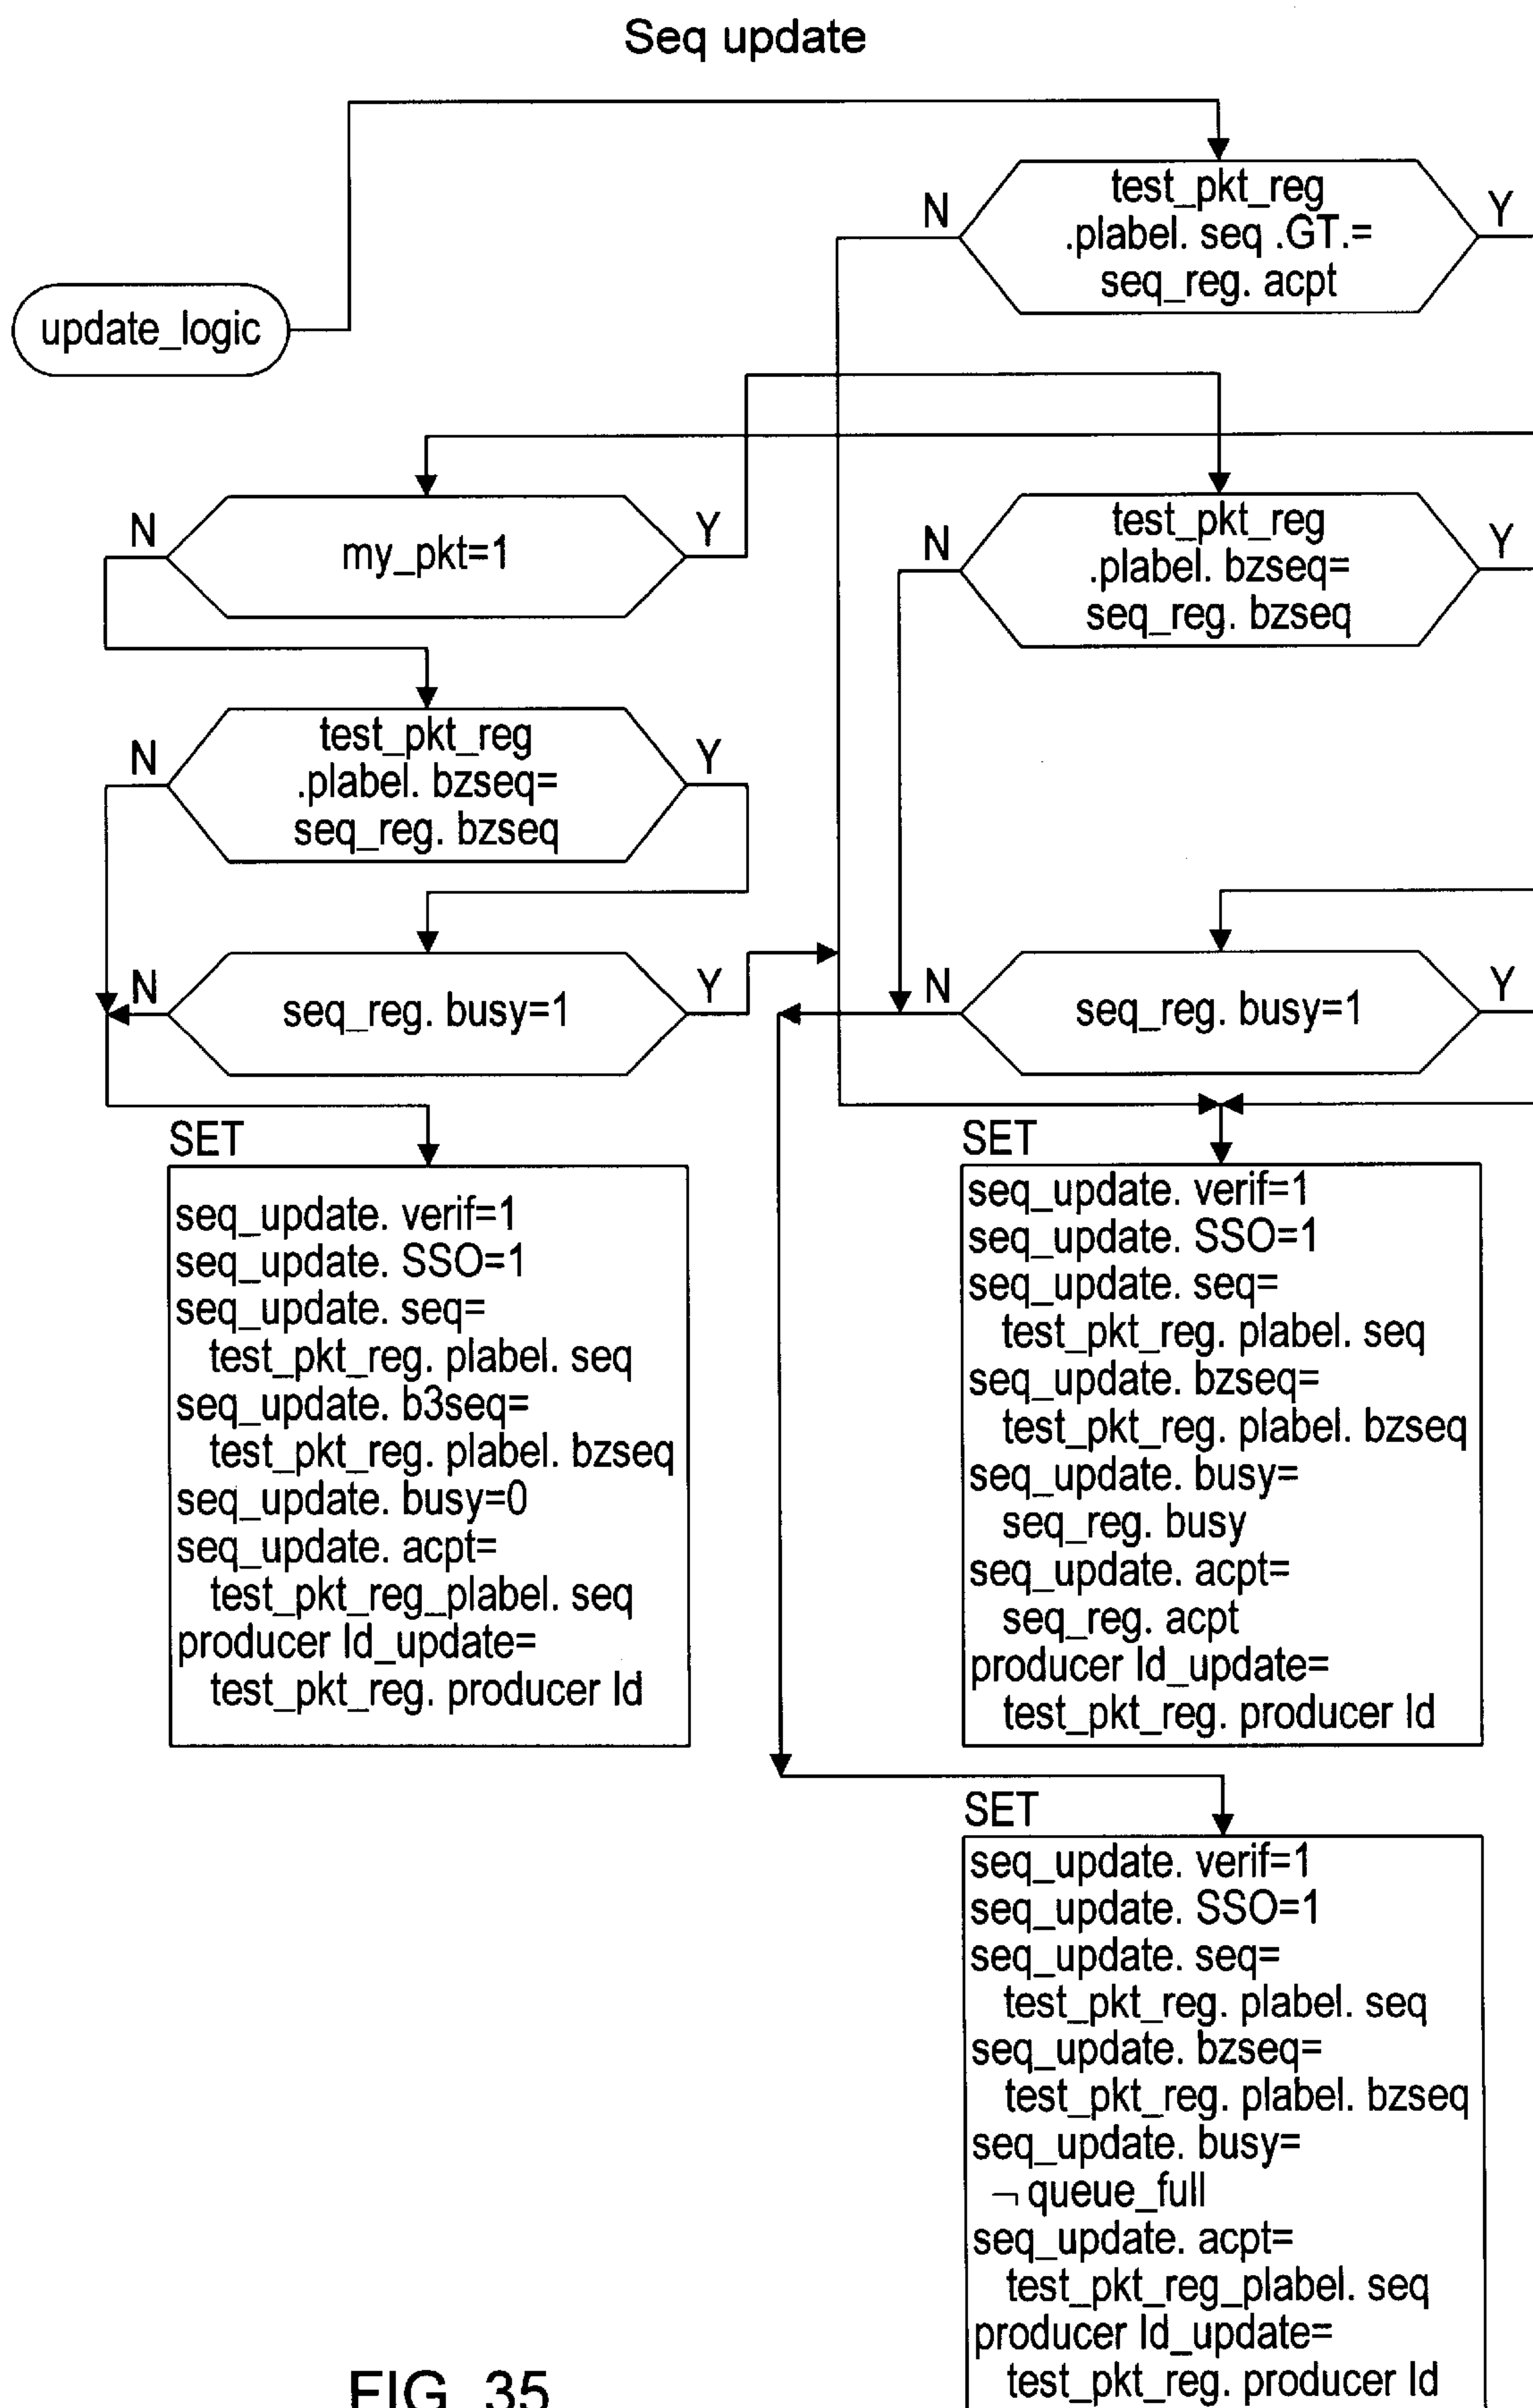 Seq update
test_pkt_reg
N
Y
.plabel. seq .GT.=
seq_reg. acpt
update_logic
N
my_pkt=1
Y
test_pkt_reg
N
Y
.plabel. bzseq=
seq_reg. bzseq
test_pkt_reg
N
Y
.plabel. bzseq=
seq_reg. bzseq
N
seq_reg. busy=1
Y
N
seq_reg. busy=1
Y
SET
seq_update. verif=1
seq_update. SSO=1
seq_update. seq=
test_pkt_reg. plabel. seq
seq_update. b3seq=
test_pkt_reg. plabel. bzseq
seq_update. busy=0
seq_update. acpt=
test_pkt_reg_plabel. seq
producer Id_update=
test_pkt_reg. producer Id
SET
seq_update. verif=1
seq_update. SSO=1
seq_update. seq=
test_pkt_reg. plabel. seq
seq_update. bzseq=
test_pkt_reg. plabel. bzseq
seq_update. busy=
seq_reg. busy
seq_update. acpt=
seq_reg. acpt
producer Id_update=
test_pkt_reg. producer Id
SET
seq_update. verif=1
seq_update. SSO=1
seq_update. seq=
test_pkt_reg. plabel. seq
seq_update. bzseq=
test_pkt_reg. plabel. bzseq
seq_update. busy=
¬ queue_full
seq_update. acpt=
test_pkt_reg_plabel. seq
producer Id_update=
test_pkt_reg. producer Id
FIG. 35